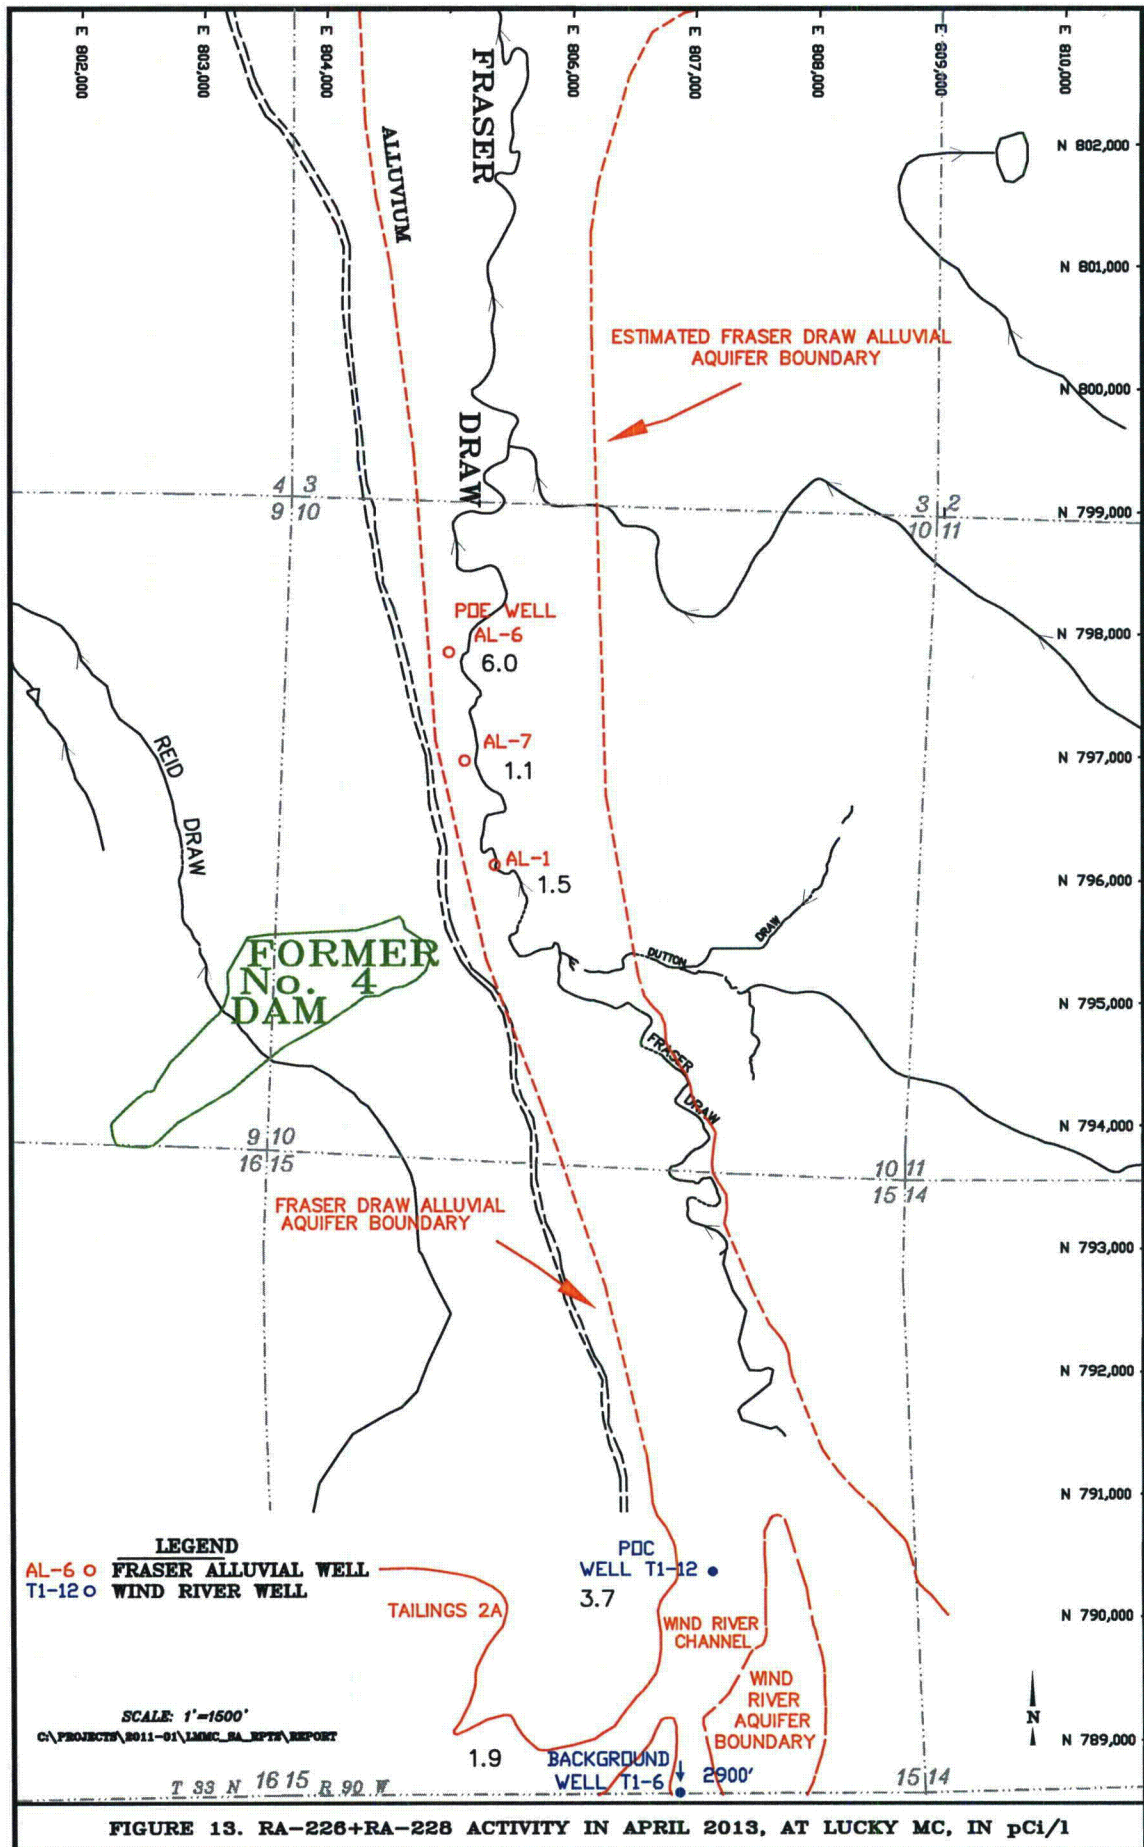 E 802,000
E 803,000
E 804,000
E 806,000
E 807,000
E 808,000
E 809,000
E 810,000
FRASER
ALLUVIUM
N 802,000
N 801,000
ESTIMATED FRASER DRAW ALLUVIAL
AQUIFER BOUNDARY
N 800,000
DRAW
4 3
9 10
3 2
10 11
N 799,000
POE WELL
AL-6
6.0
N 798,000
REID
DRAW
AL-7
1.1
N 797,000
AL-1
1.5
N 796,000
FORMER
No. 4
DAM
DUTTON
DRAW
N 795,000
FRASER
DRAW
N 794,000
9 10
16 15
10 11
15 14
FRASER DRAW ALLUVIAL
AQUIFER BOUNDARY
N 793,000
N 792,000
N 791,000
LEGEND
AL-6 FRASER ALLUVIAL WELL
T1-12 WIND RIVER WELL
POC
WELL T1-12
3.7
TAILINGS 2A
N 790,000
WIND RIVER
CHANNEL
WIND
RIVER
AQUIFER
BOUNDARY
SCALE: 1'=1500'
C:\PROJECTS\2011-01\LMMC_SA_RPTS\REPORT
N
N 789,000
1.9
BACKGROUND
WELL T1-6
2900'
T 33 N 16 15 R 90 W
15 14
FIGURE 13. RA-226+RA-228 ACTIVITY IN APRIL 2013, AT LUCKY MC, IN pCi/l